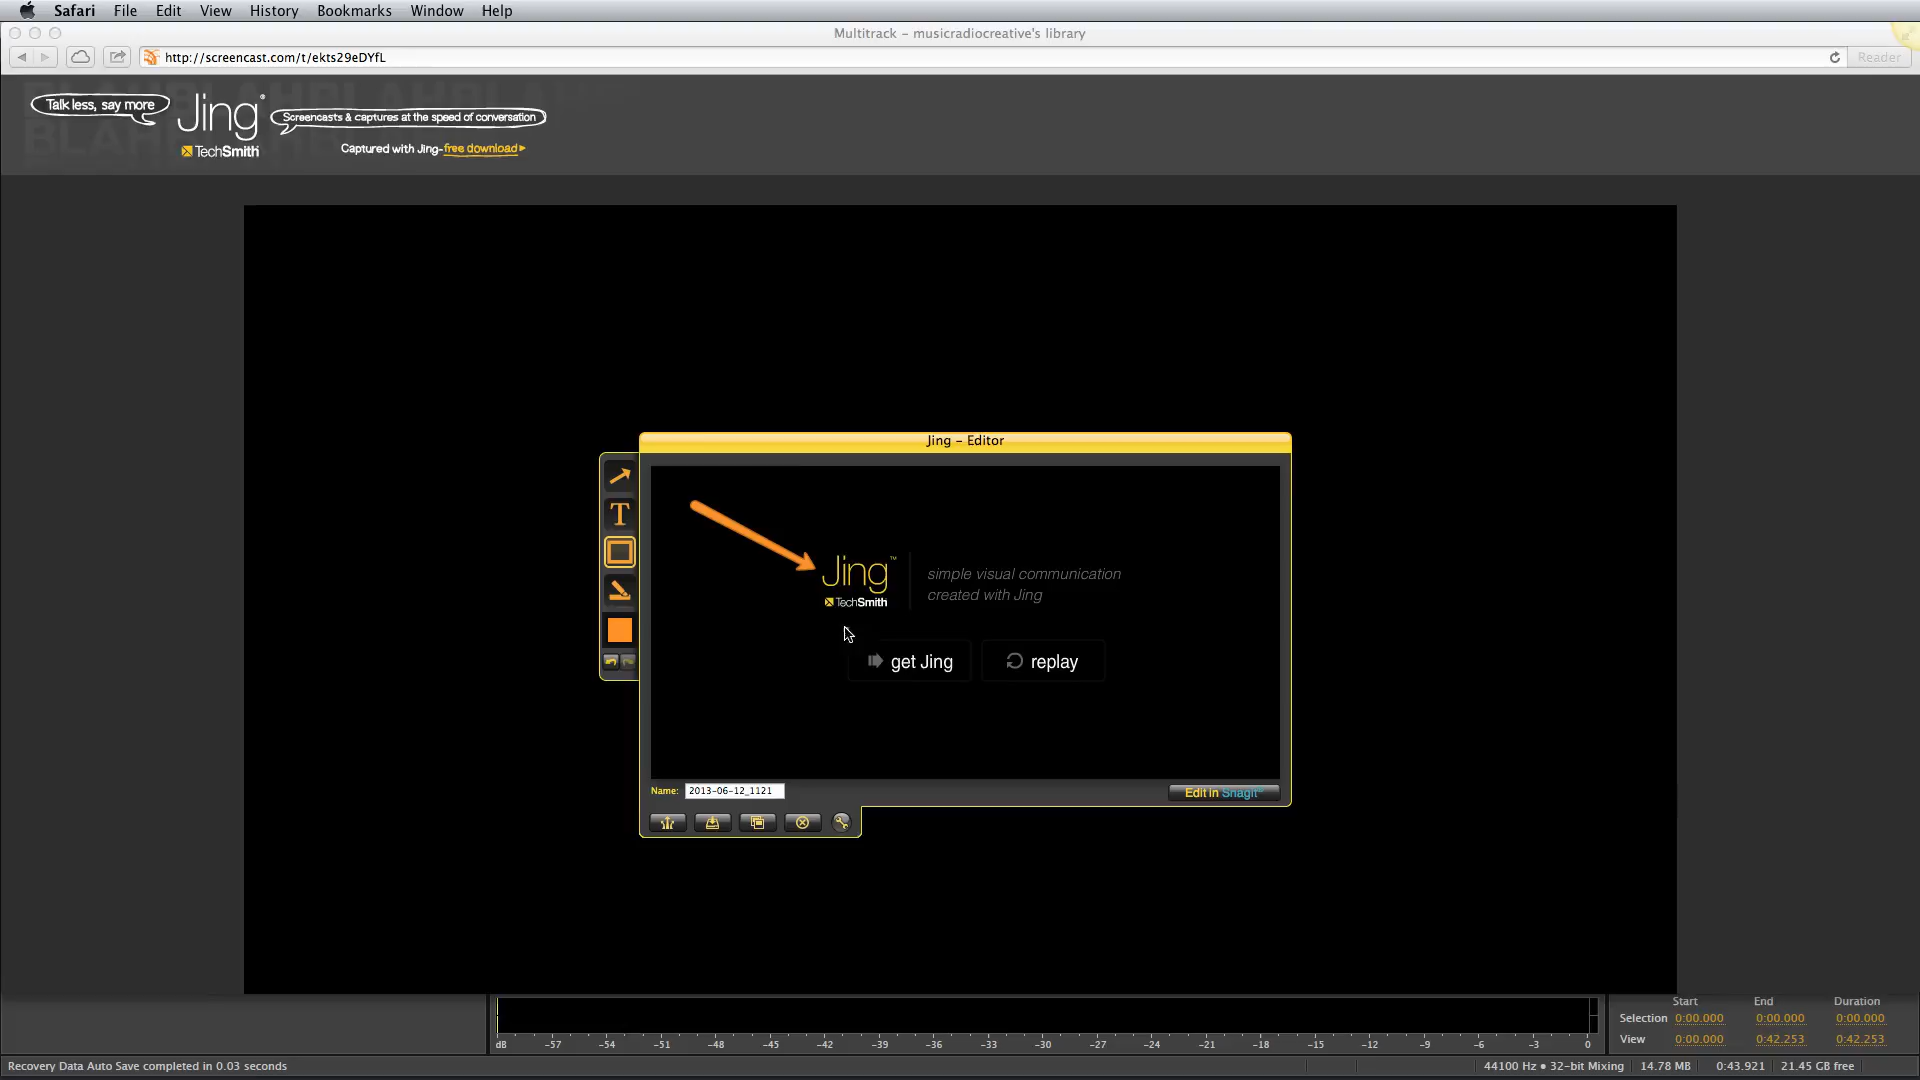 Safari File Edit View History Bookmarks Window Help
Multitrack - musicradiocreative's library
http://screencast.com/t/ekts29eDYfL
Reader
Talk less, say more
Jing®
Screencasts & captures at the speed of conversation
TechSmith
Captured with Jing-free download
Jing - Editor
T
Jing™
simple visual communication
TechSmith
created with Jing
get Jing
replay
Name: 2013-06-12_1121
Edit in Snagit®
Start End Duration
Selection 0:00.000 0:00.000 0:00.000
View 0:00.000 0:42.253 0:42.253
dB -57 -54 -51 -48 -45 -42 -39 -36 -33 -30 -27 -24 -21 -18 -15 -12 -9 -6 -3 0
Recovery Data Auto Save completed in 0.03 seconds
44100 Hz • 32-bit Mixing 14.78 MB 0:43.921 21.45 GB free